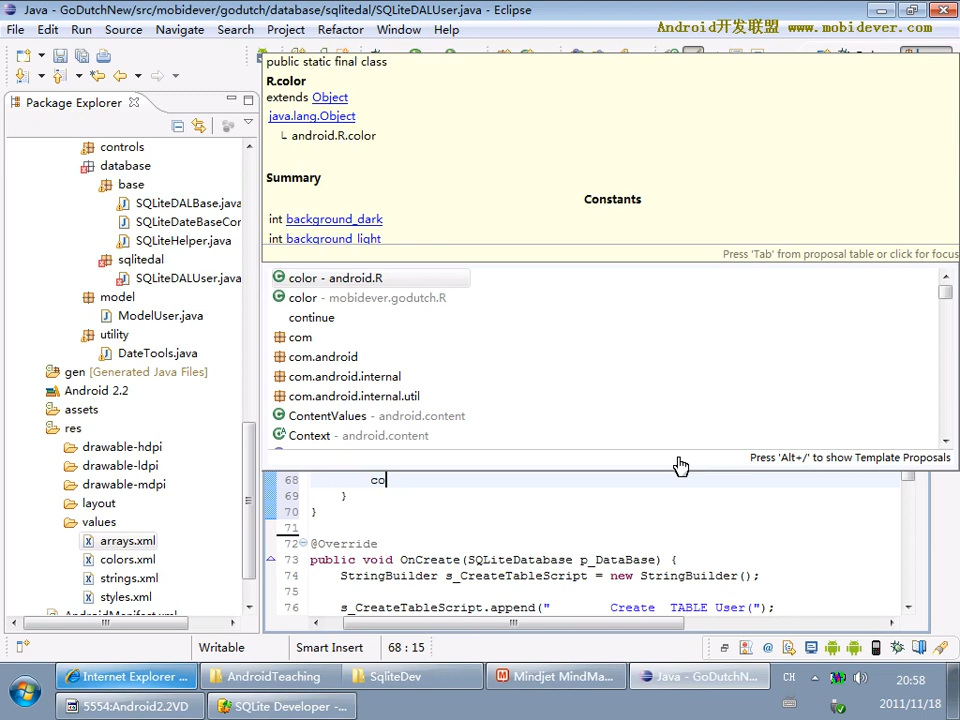 Java - GoDutchNew/src/mobidever/godutch/database/sqlitedal/SQLiteDALUser.java - Eclipse
File Edit Run Source Navigate Search Project Refactor Window Help
Android开发联盟 www.mobidever.com
Package Explorer
controls
database
base
SQLiteDALBase.java
SQLiteDateBaseCor
SQLiteHelper.java
sqlitedal
SQLiteDALUser.java
model
ModelUser.java
utility
DateTools.java
gen [Generated Java Files]
Android 2.2
assets
res
drawable-hdpi
drawable-ldpi
drawable-mdpi
layout
values
arrays.xml
colors.xml
strings.xml
styles.xml
AndroidManifest.xml
public static final class
R.color
extends Object
java.lang.Object
android.R.color
Summary
Constants
int background_dark
int background_light
Press 'Tab' from proposal table or click for focus
color - android.R
color - mobidever.godutch.R
continue
com
com.android
com.android.internal
com.android.internal.util
ContentValues - android.content
Context - android.content
Press 'Alt+/' to show Template Proposals
68 co
69 }
70 }
71
72 @Override
73 public void OnCreate(SQLiteDatabase p_DataBase) {
74 StringBuilder s_CreateTableScript = new StringBuilder();
75
76 s_CreateTableScript.append(" Create TABLE User(");
Writable Smart Insert 68 : 15
Internet Explorer ... AndroidTeaching SqliteDev Mindjet MindMa... Java - GoDutchN... CH 20:58
5554:Android2.2VD SQLite Developer -... 2011/11/18